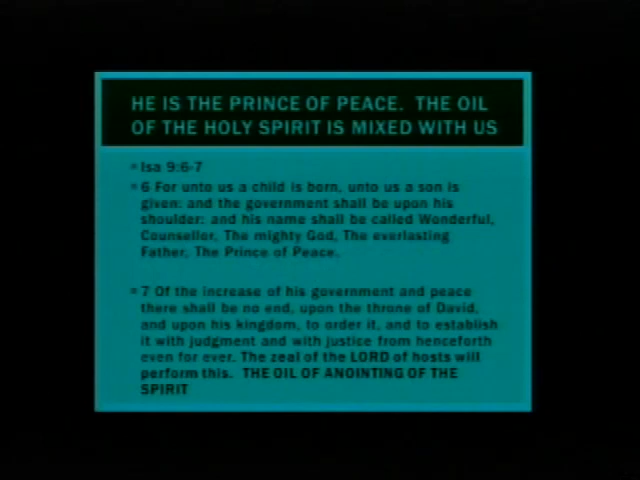 HE IS THE PRINCE OF PEACE. THE OIL
OF THE HOLY SPIRIT IS MIXED WITH US
Isa 9:6-7
6 For unto us a child is born, unto us a son is
given: and the government shall be upon his
shoulder: and his name shall be called Wonderful,
Counsellor, The mighty God, The everlasting
Father, The Prince of Peace.
7 Of the increase of his government and peace
there shall be no end, upon the throne of David,
and upon his kingdom, to order it, and to establish
it with judgment and with justice from henceforth
even for ever. The zeal of the LORD of hosts will
perform this. THE OIL OF ANOINTING OF THE
SPIRIT